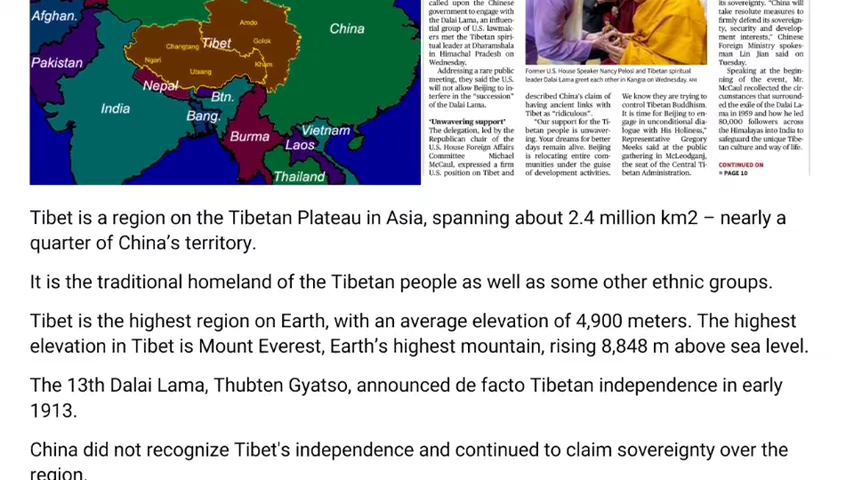 Afghan.
Pakistan
India
Nepal
Btn.
Bang.
Burma
Laos
Vietnam
Thailand
China
Tibet
Amdo
Golok
Changtang
Ngari
Utsang
Kham
called upon the Chinese
government to engage with
the Dalai Lama, an influen-
tial group of U.S. lawmak-
ers met the Tibetan spiri-
tual leader at Dharamshala
in Himachal Pradesh on
Wednesday.
Addressing a rare public
meeting, they said the U.S.
will not allow Beijing to in-
terfere in the "succession"
of the Dalai Lama.
'Unwavering support'
The delegation, led by the
Republican chair of the
U.S. House Foreign Affairs
Committee Michael
McCaul, expressed a firm
U.S. position on Tibet and
Former U.S. House Speaker Nancy Pelosi and Tibetan spiritual
leader Dalai Lama greet each other in Kangra on Wednesday. ANI
described China's claim of
having ancient links with
Tibet as "ridiculous".
"Our support for the Ti-
betan people is unwaver-
ing. Your dreams for better
days remain alive. Beijing
is relocating entire com-
munities under the guise
of development activities.
We know they are trying to
control Tibetan Buddhism.
It is time for Beijing to en-
gage in unconditional dia-
logue with His Holiness,"
Representative Gregory
Meeks said at the public
gathering in McLeodganj,
the seat of the Central Ti-
betan Administration.
its sovereignty. "China will
take resolute measures to
firmly defend its sovereign-
ty, security and develop-
ment interests," Chinese
Foreign Ministry spokes-
man Lin Jian said on
Tuesday.
Speaking at the begin-
ning of the event, Mr.
McCaul recollected the cir-
cumstances that surround-
ed the exile of the Dalai La-
ma in 1959 and how he led
80,000 followers across
the Himalayas into India to
safeguard the unique Tibe-
tan culture and way of life.
CONTINUED ON
» PAGE 10
Tibet is a region on the Tibetan Plateau in Asia, spanning about 2.4 million km2 – nearly a
quarter of China's territory.
It is the traditional homeland of the Tibetan people as well as some other ethnic groups.
Tibet is the highest region on Earth, with an average elevation of 4,900 meters. The highest
elevation in Tibet is Mount Everest, Earth's highest mountain, rising 8,848 m above sea level.
The 13th Dalai Lama, Thubten Gyatso, announced de facto Tibetan independence in early
1913.
China did not recognize Tibet's independence and continued to claim sovereignty over the
region.